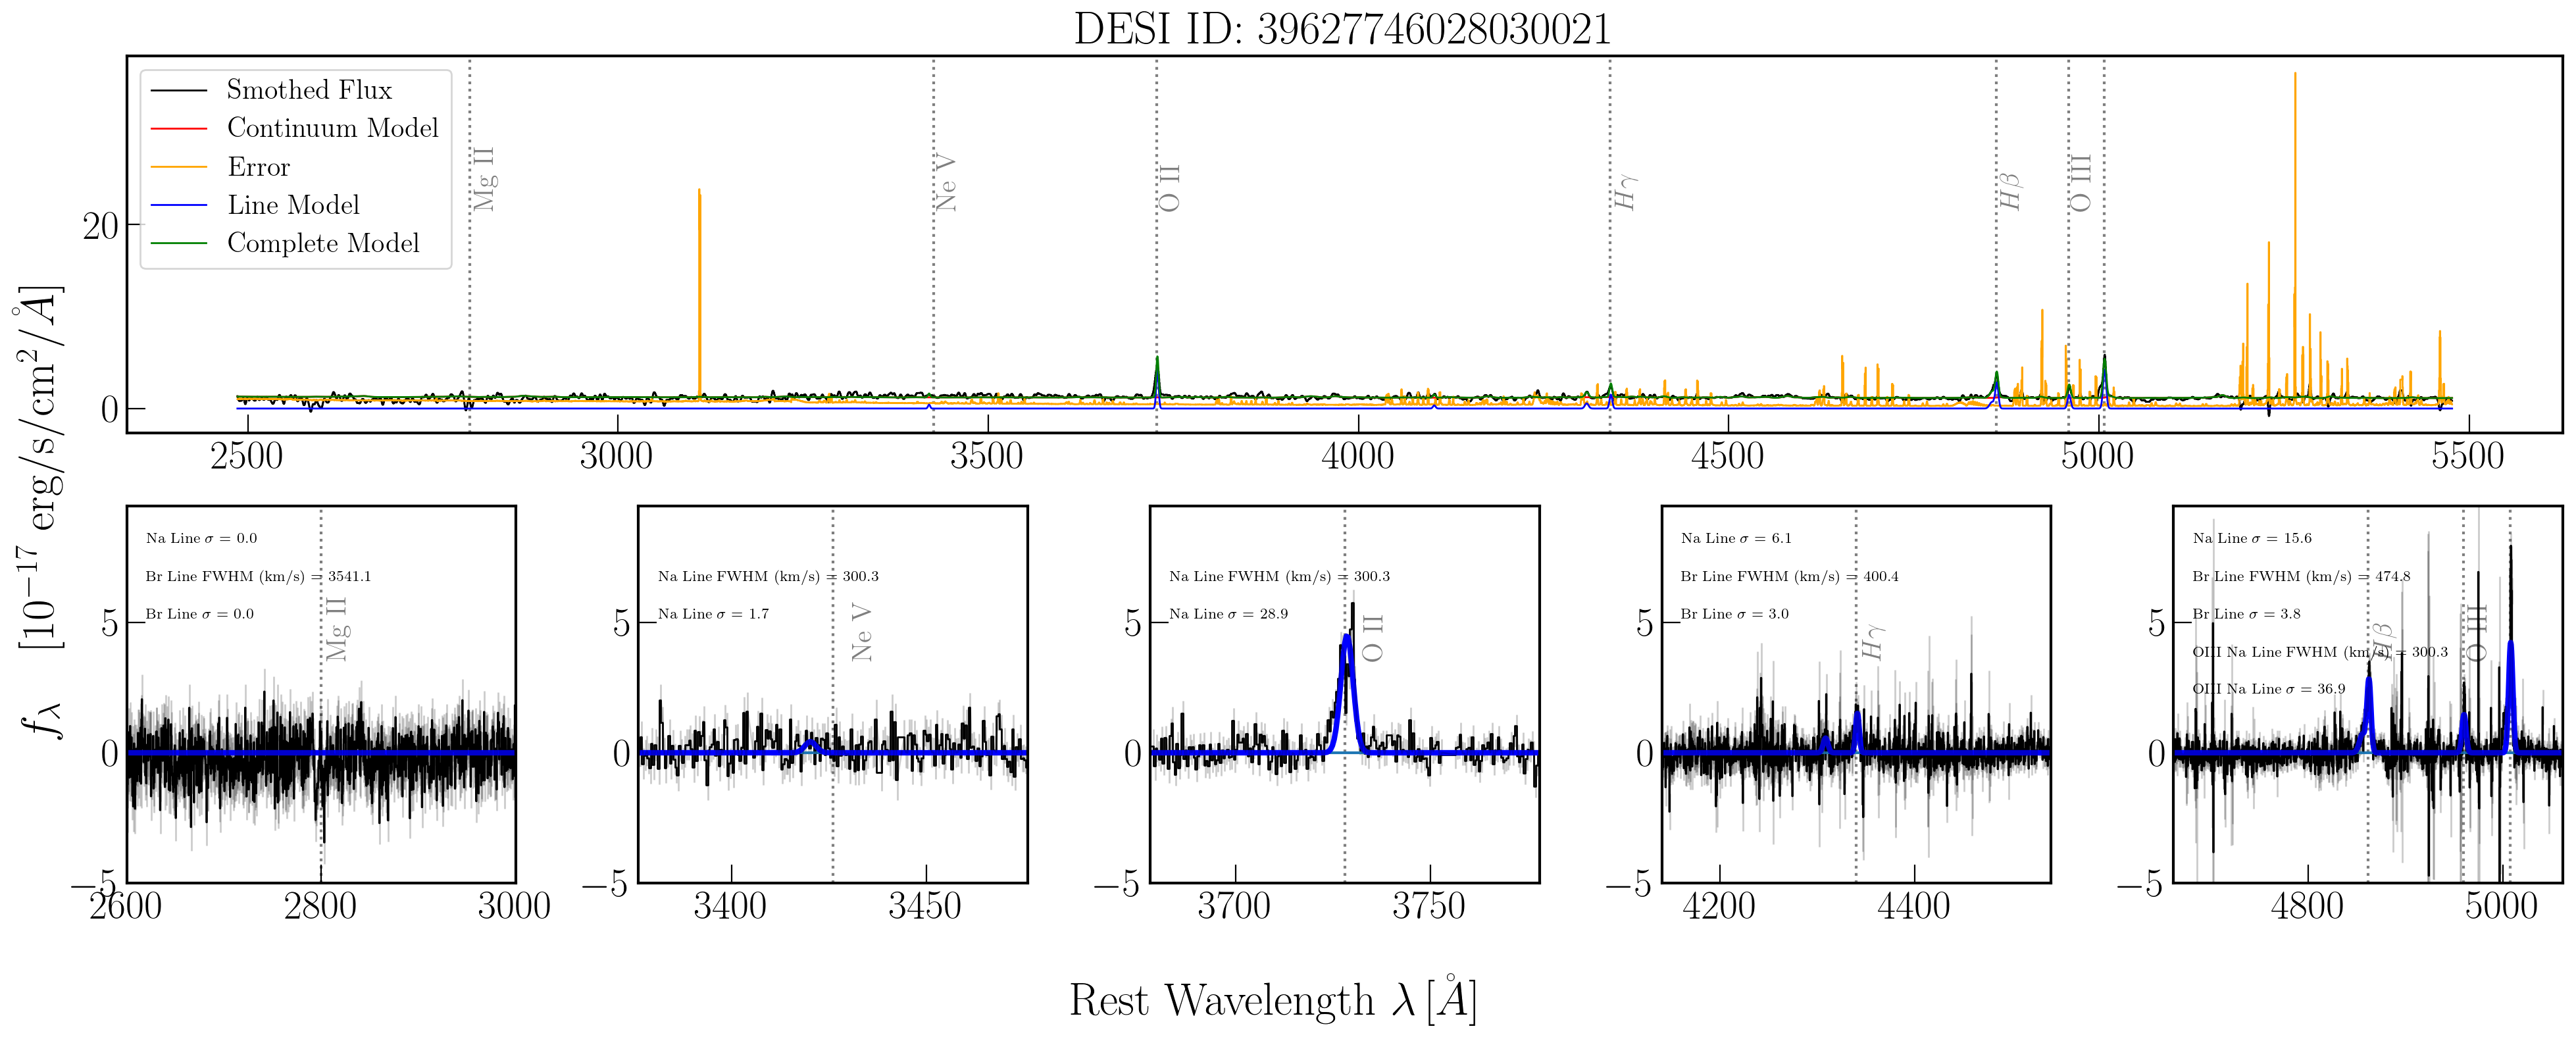 DESI ID: 39627746028030021
Smothed Flux
Continuum Model
Error
Line Model
Complete Model
Mg II
Ne V
O II
Hγ
Hβ
O III
20
0
2500 3000 3500 4000 4500 5000 5500
fλ [10⁻¹⁷ erg/s/cm²/Å]
Na Line σ = 0.0
Br Line FWHM (km/s) = 3541.1
Br Line σ = 0.0
Mg II
5
0
−5
2600 2800 3000
Na Line FWHM (km/s) = 300.3
Na Line σ = 1.7
Ne V
5
0
−5
3400 3450
Na Line FWHM (km/s) = 300.3
Na Line σ = 28.9
O II
5
0
−5
3700 3750
Na Line σ = 6.1
Br Line FWHM (km/s) = 400.4
Br Line σ = 3.0
Hγ
5
0
−5
4200 4400
Na Line σ = 15.6
Br Line FWHM (km/s) = 474.8
Br Line σ = 3.8
OIII Na Line FWHM (km/s) = 300.3
OIII Na Line σ = 36.9
Hβ
O III
5
0
−5
4800 5000
Rest Wavelength λ [Å]